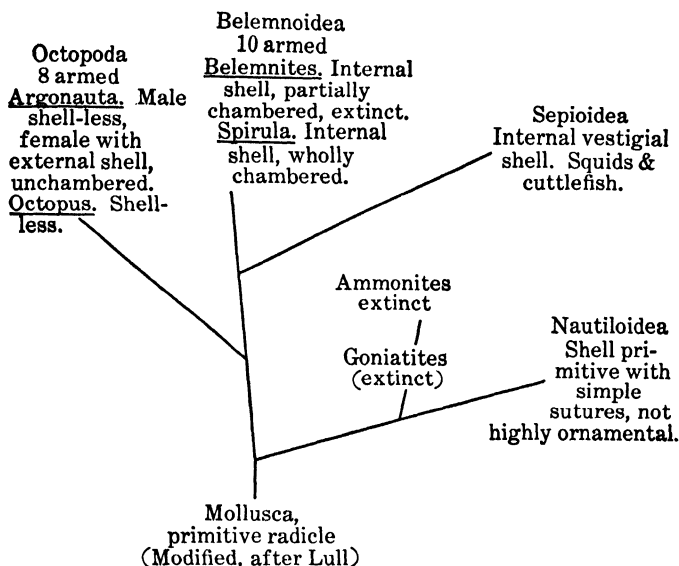 Belemnoidea
10 armed
Belemnites. Internal
shell, partially
chambered, extinct.
Spirula. Internal
shell, wholly
chambered.
Octopoda
8 armed
Argonauta. Male
shell-less,
female with
external shell,
unchambered.
Octopus. Shell-
less.
Sepioidea
Internal vestigial
shell. Squids &
cuttlefish.
Ammonites
extinct
Goniatites
(extinct)
Nautiloidea
Shell pri-
mitive with
simple
sutures, not
highly ornamental.
Mollusca,
primitive radicle
(Modified, after Lull)